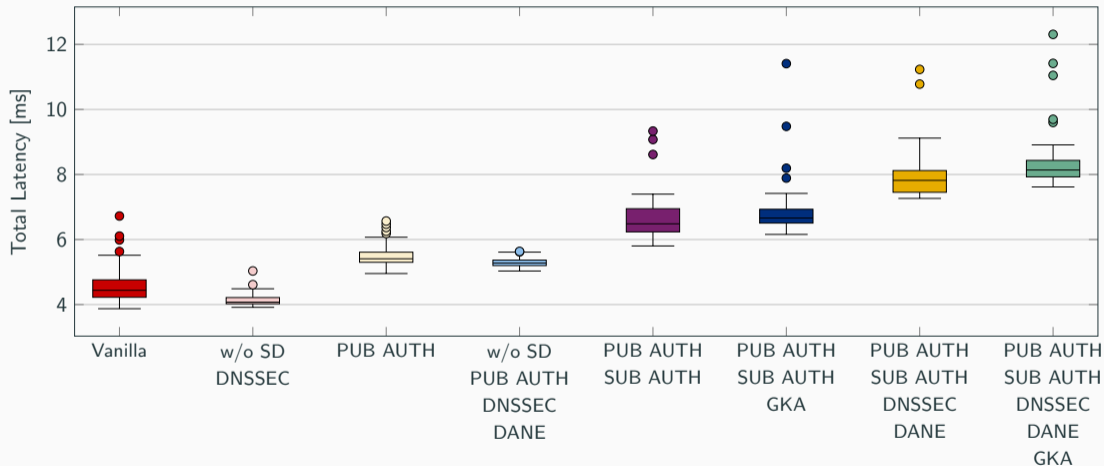 Total Latency [ms]
12
10
8
6
4
Vanilla
w/o SD
DNSSEC
PUB AUTH
w/o SD
PUB AUTH
DNSSEC
DANE
PUB AUTH
SUB AUTH
PUB AUTH
SUB AUTH
GKA
PUB AUTH
SUB AUTH
DNSSEC
DANE
PUB AUTH
SUB AUTH
DNSSEC
DANE
GKA